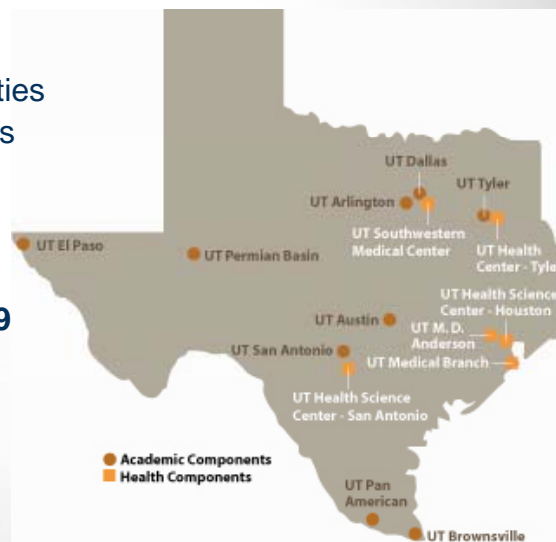 ties
s
9
UT Dallas
UT Arlington
UT Tyler
UT Southwestern
Medical Center
UT Health
Center - Tyler
UT El Paso
UT Permian Basin
UT Health Science
Center - Houston
UT Austin
UT M. D.
Anderson
UT San Antonio
UT Medical Branch
UT Health Science
Center - San Antonio
Academic Components
Health Components
UT Pan
American
UT Brownsville